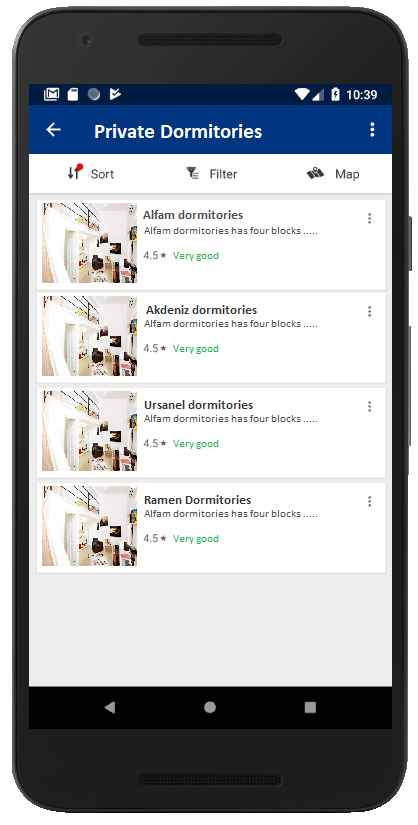 10:39
Private Dormitories
Sort Filter Map
Alfam dormitories
Alfam dormitories has four blocks .....
4.5★ Very good
Akdeniz dormitories
Alfam dormitories has four blocks .....
4.5★ Very good
Ursanel dormitories
Alfam dormitories has four blocks .....
4.5★ Very good
Ramen Dormitories
Alfam dormitories has four blocks .....
4.5★ Very good